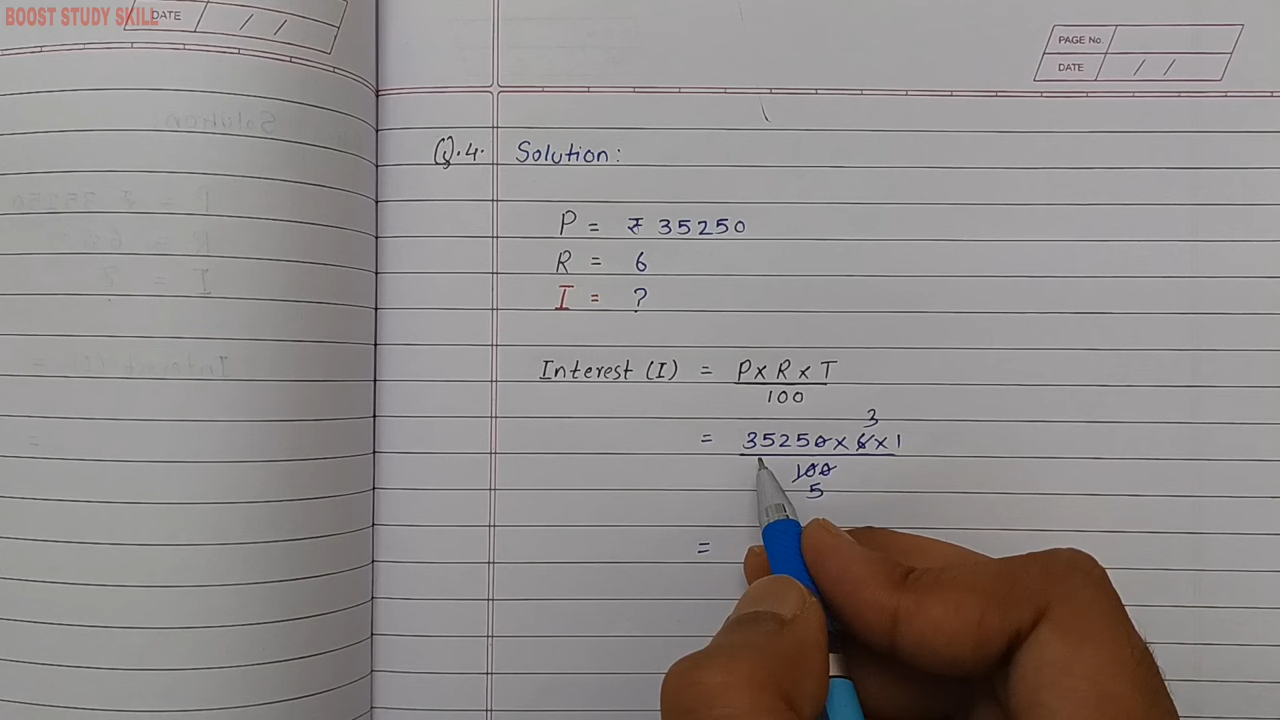 BOOST STUDY SKILL
DATE / /
PAGE No.
DATE / /
Q.4. Solution:
P = ₹ 35250
R = 6
I = ?
Interest (I) = P x R x T
100
3
= 35250 x 6 x 1
100
5
=